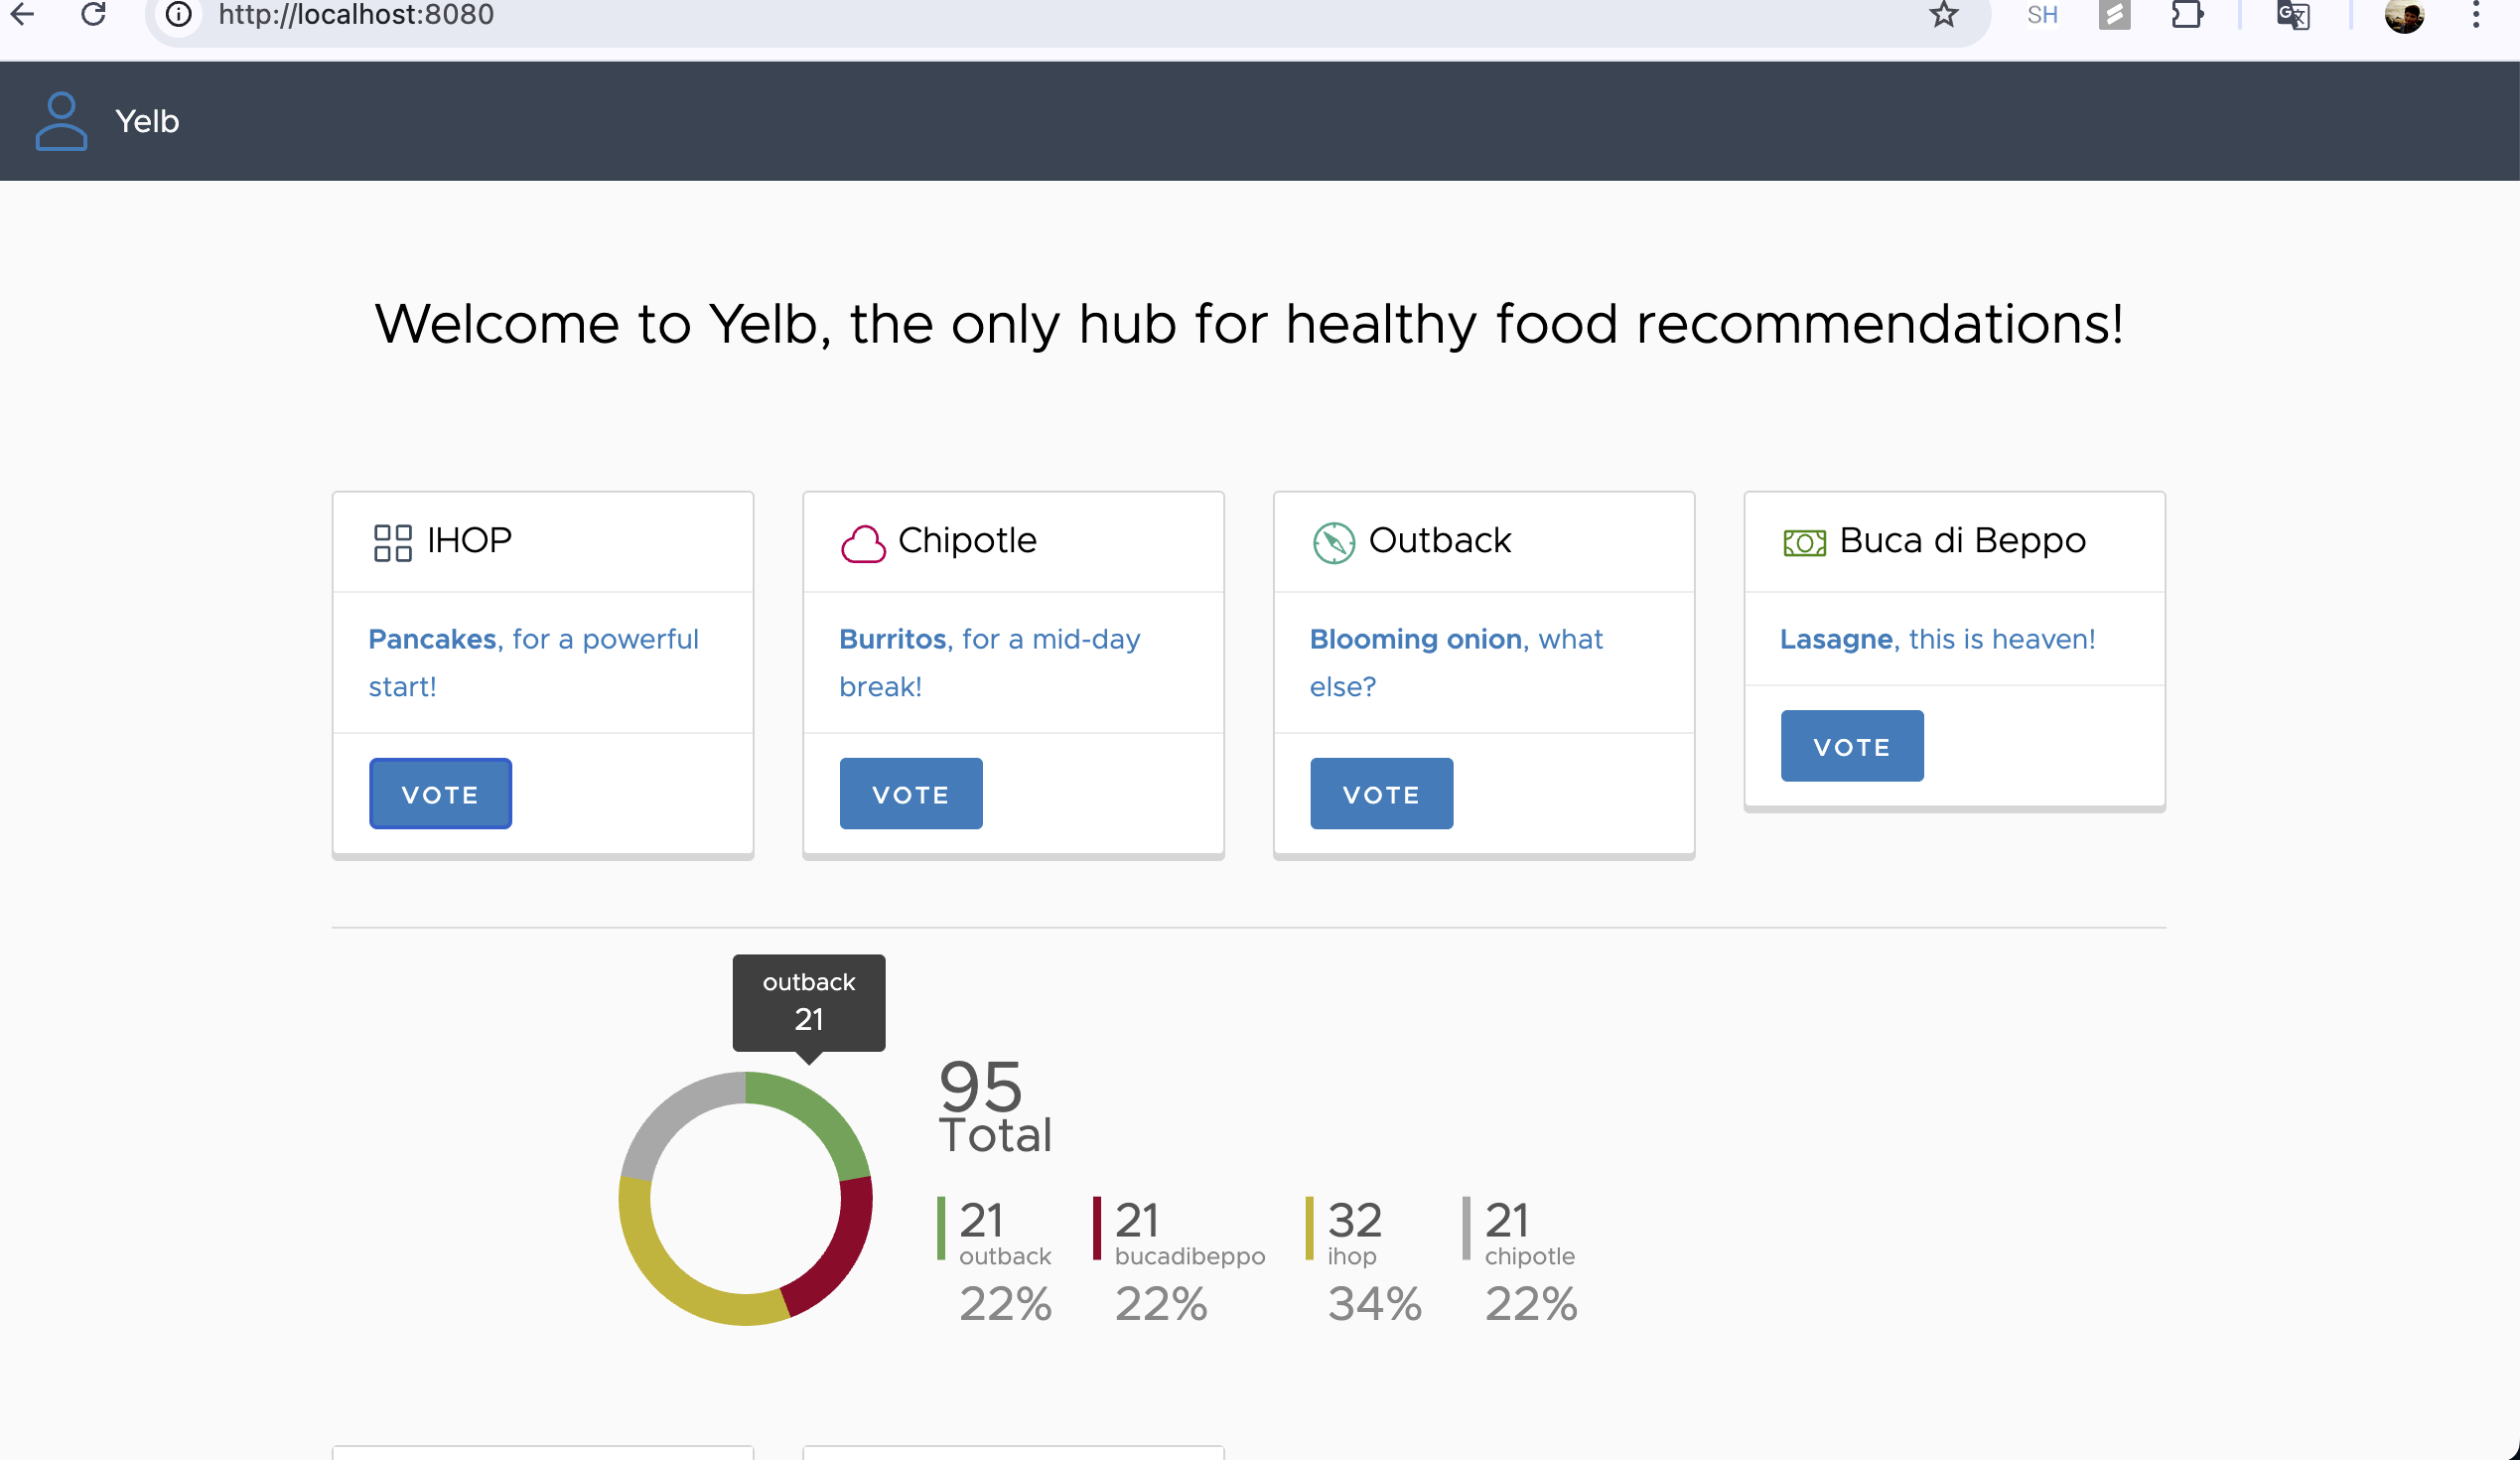 http://localhost:8080
SH
Yelb
Welcome to Yelb, the only hub for healthy food recommendations!
IHOP
Pancakes, for a powerful
start!
VOTE
Chipotle
Burritos, for a mid-day
break!
VOTE
Outback
Blooming onion, what
else?
VOTE
Buca di Beppo
Lasagne, this is heaven!
VOTE
outback
21
95
Total
21
outback
22%
21
bucadibeppo
22%
32
ihop
34%
21
chipotle
22%